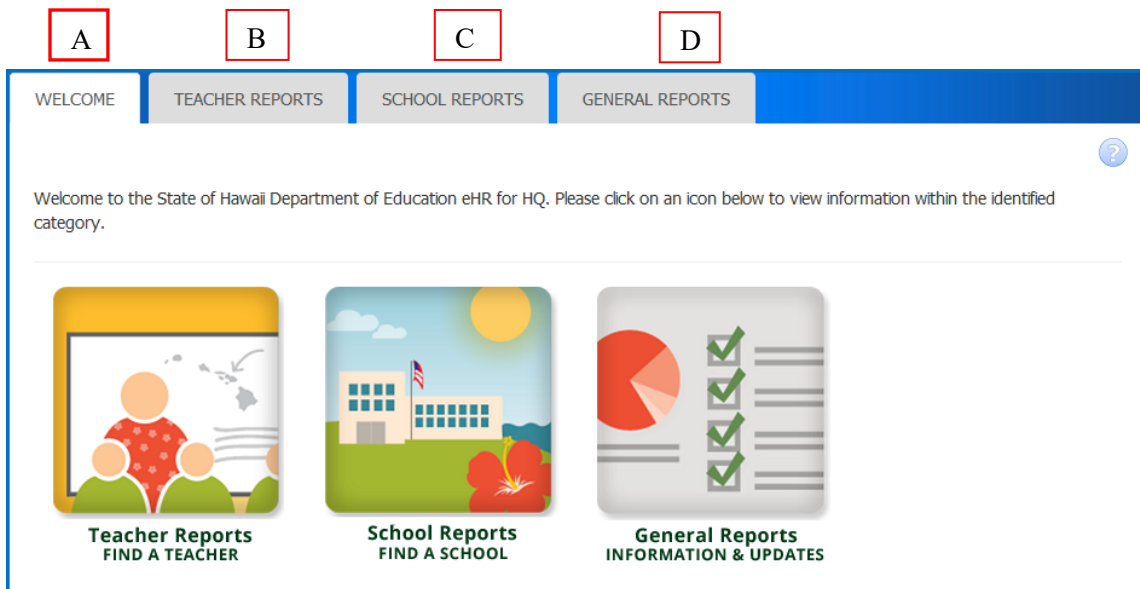 A B C D
WELCOME TEACHER REPORTS SCHOOL REPORTS GENERAL REPORTS
?
Welcome to the State of Hawaii Department of Education eHR for HQ. Please click on an icon below to view information within the identified
category.
Teacher Reports School Reports General Reports
FIND A TEACHER FIND A SCHOOL INFORMATION & UPDATES